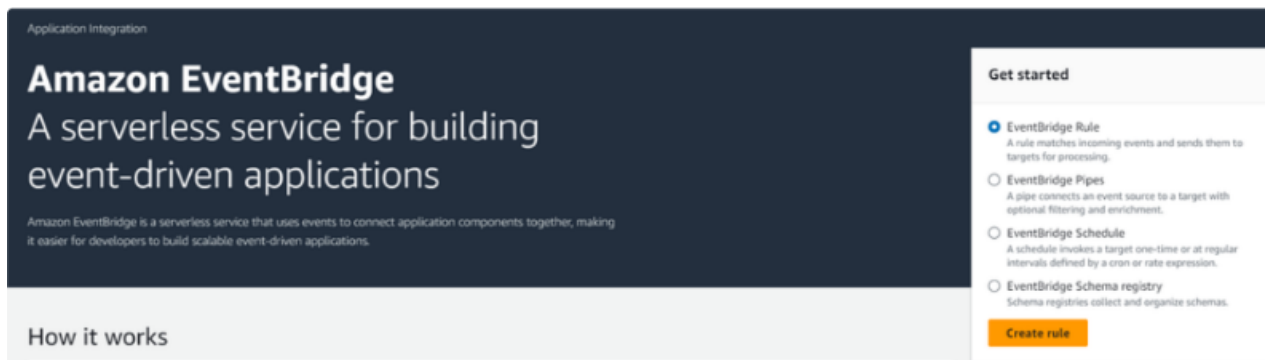 Application Integration
Amazon EventBridge
A serverless service for building
event-driven applications
Amazon EventBridge is a serverless service that uses events to connect application components together, making
it easier for developers to build scalable event-driven applications.
How it works
Get started
EventBridge Rule
A rule matches incoming events and sends them to
targets for processing.
EventBridge Pipes
A pipe connects an event source to a target with
optional filtering and enrichment.
EventBridge Schedule
A schedule invokes a target one-time or at regular
intervals defined by a cron or rate expression.
EventBridge Schema registry
Schema registries collect and organize schemas.
Create rule